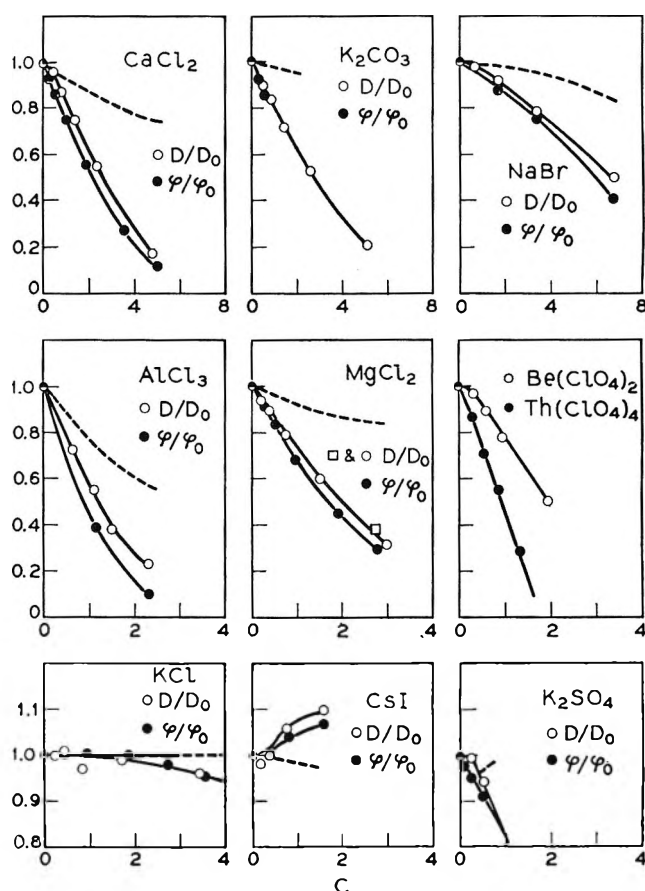 CaCl₂
D/D₀
φ/φ₀
1.0
0.8
0.6
0.4
0.2
0
0 4 8
K₂CO₃
D/D₀
φ/φ₀
0 4 8
NaBr
D/D₀
φ/φ₀
0 4 8
AlCl₃
D/D₀
φ/φ₀
1.0
0.8
0.6
0.4
0.2
0
0 2 4
MgCl₂
& D/D₀
φ/φ₀
0 2 4
Be(ClO₄)₂
Th(ClO₄)₄
0 2 4
KCl
D/D₀
φ/φ₀
1.1
1.0
0.9
0.8
0 2 4
CsI
D/D₀
φ/φ₀
0 2 4
K₂SO₄
D/D₀
φ/φ₀
0 2 4
C